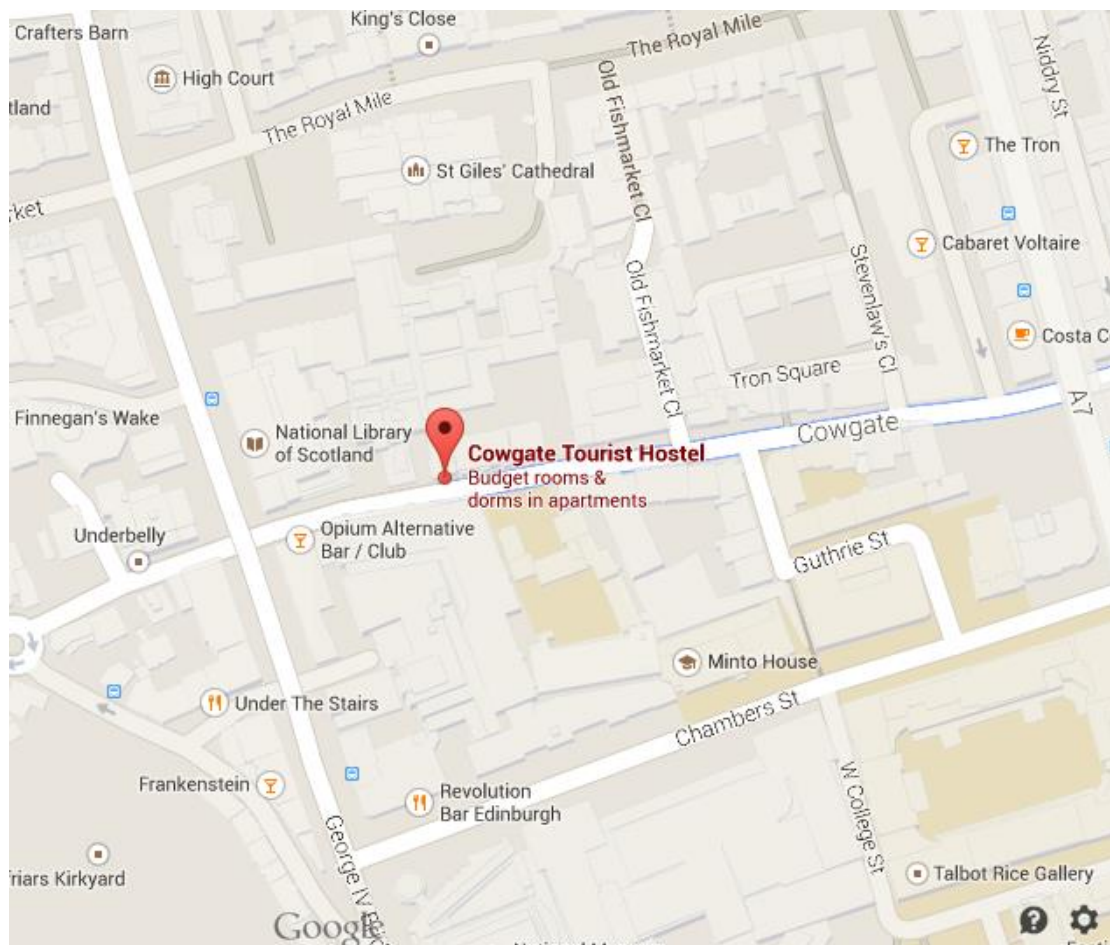 King's Close
Crafters Barn
The Royal Mile
Niddry St
High Court
tland
The Royal Mile
Old Fishmarket Cl
The Tron
St Giles' Cathedral
ket
Cabaret Voltaire
Old Fishmarket Cl
Stevenlaw's Cl
Costa C
Tron Square
A7
Finnegan's Wake
National Library
of Scotland
Cowgate
Cowgate Tourist Hostel
Budget rooms &
dorms in apartments
Opium Alternative
Bar / Club
Underbelly
Guthrie St
Minto House
Under The Stairs
Chambers St
Frankenstein
Revolution
Bar Edinburgh
W College St
George IV
riars Kirkyard
Talbot Rice Gallery
Google